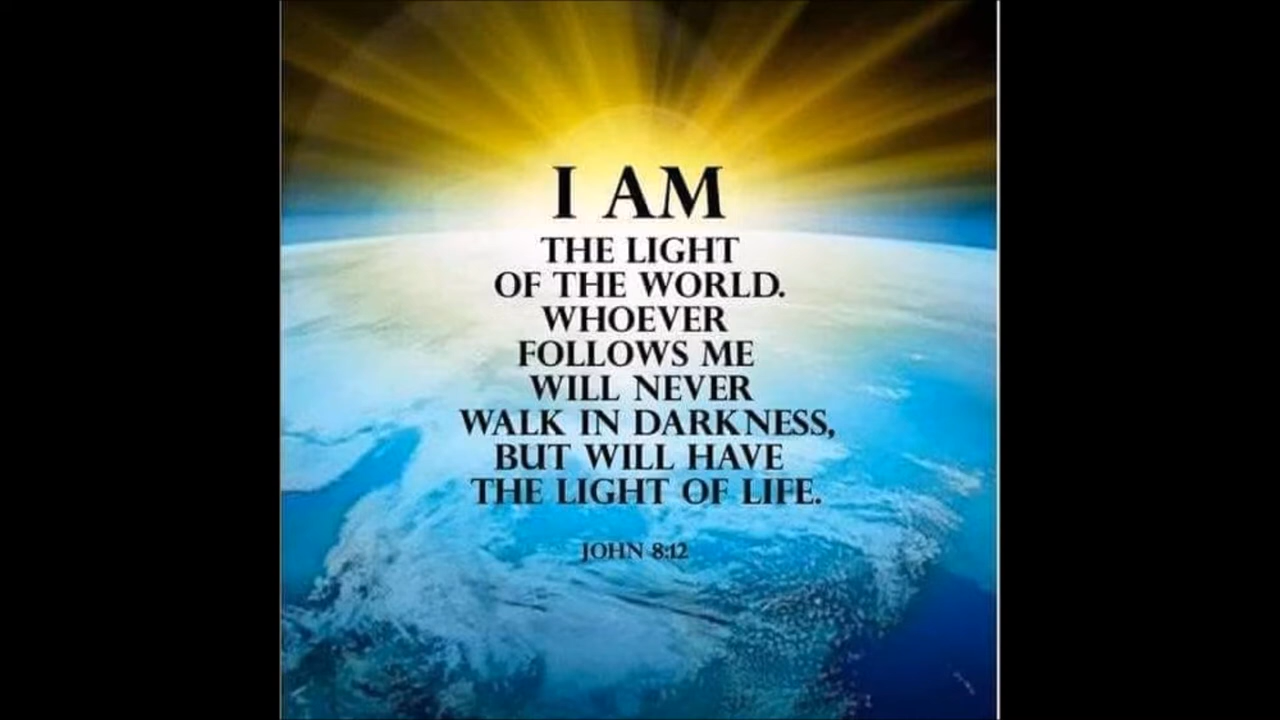 I AM
THE LIGHT
OF THE WORLD.
WHOEVER
FOLLOWS ME
WILL NEVER
WALK IN DARKNESS,
BUT WILL HAVE
THE LIGHT OF LIFE.
JOHN 8:12